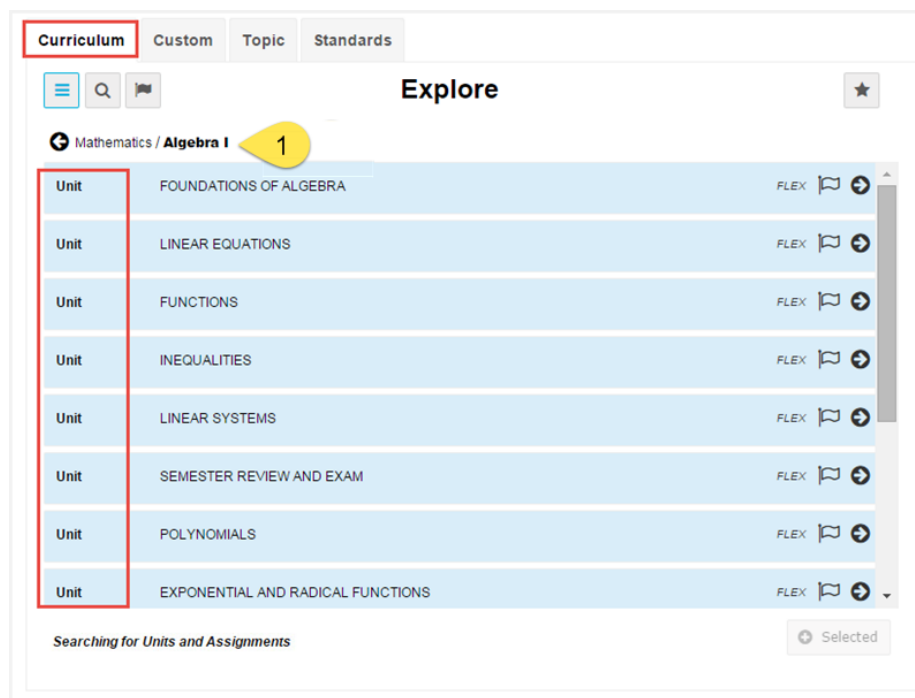 Curriculum Custom Topic Standards
Explore
Mathematics / Algebra I 1
Unit FOUNDATIONS OF ALGEBRA FLEX
Unit LINEAR EQUATIONS FLEX
Unit FUNCTIONS FLEX
Unit INEQUALITIES FLEX
Unit LINEAR SYSTEMS FLEX
Unit SEMESTER REVIEW AND EXAM FLEX
Unit POLYNOMIALS FLEX
Unit EXPONENTIAL AND RADICAL FUNCTIONS FLEX
Searching for Units and Assignments Selected